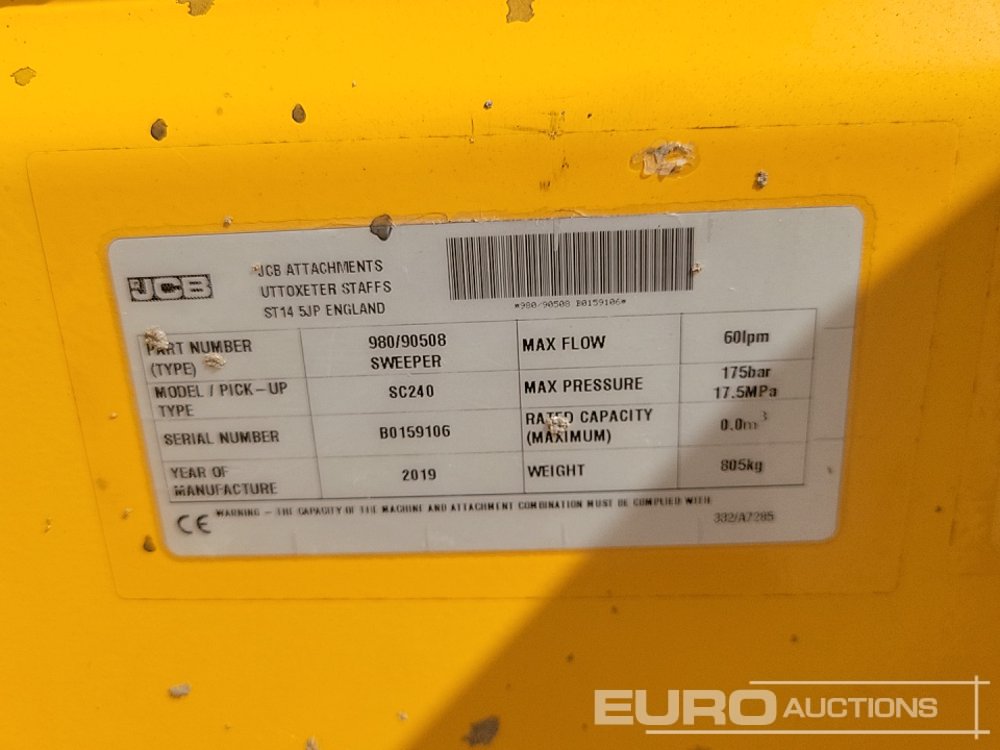 JCB
JCB ATTACHMENTS
UTTOXETER STAFFS
ST14 5JP ENGLAND
*980/90508 B0159106*
PART NUMBER
(TYPE)
980/90508
SWEEPER
MAX FLOW
60lpm
MODEL / PICK-UP
TYPE
SC240
MAX PRESSURE
175bar
17.5MPa
SERIAL NUMBER
B0159106
RATED CAPACITY
(MAXIMUM)
0.0m³
YEAR OF
MANUFACTURE
2019
WEIGHT
805kg
CE
WARNING - THE CAPACITY OF THE MACHINE AND ATTACHMENT COMBINATION MUST BE COMPLIED WITH
332/A7285
EURO AUCTIONS